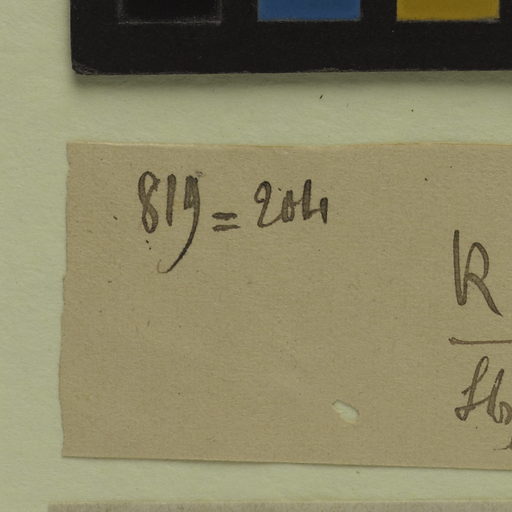 819 = 204
R